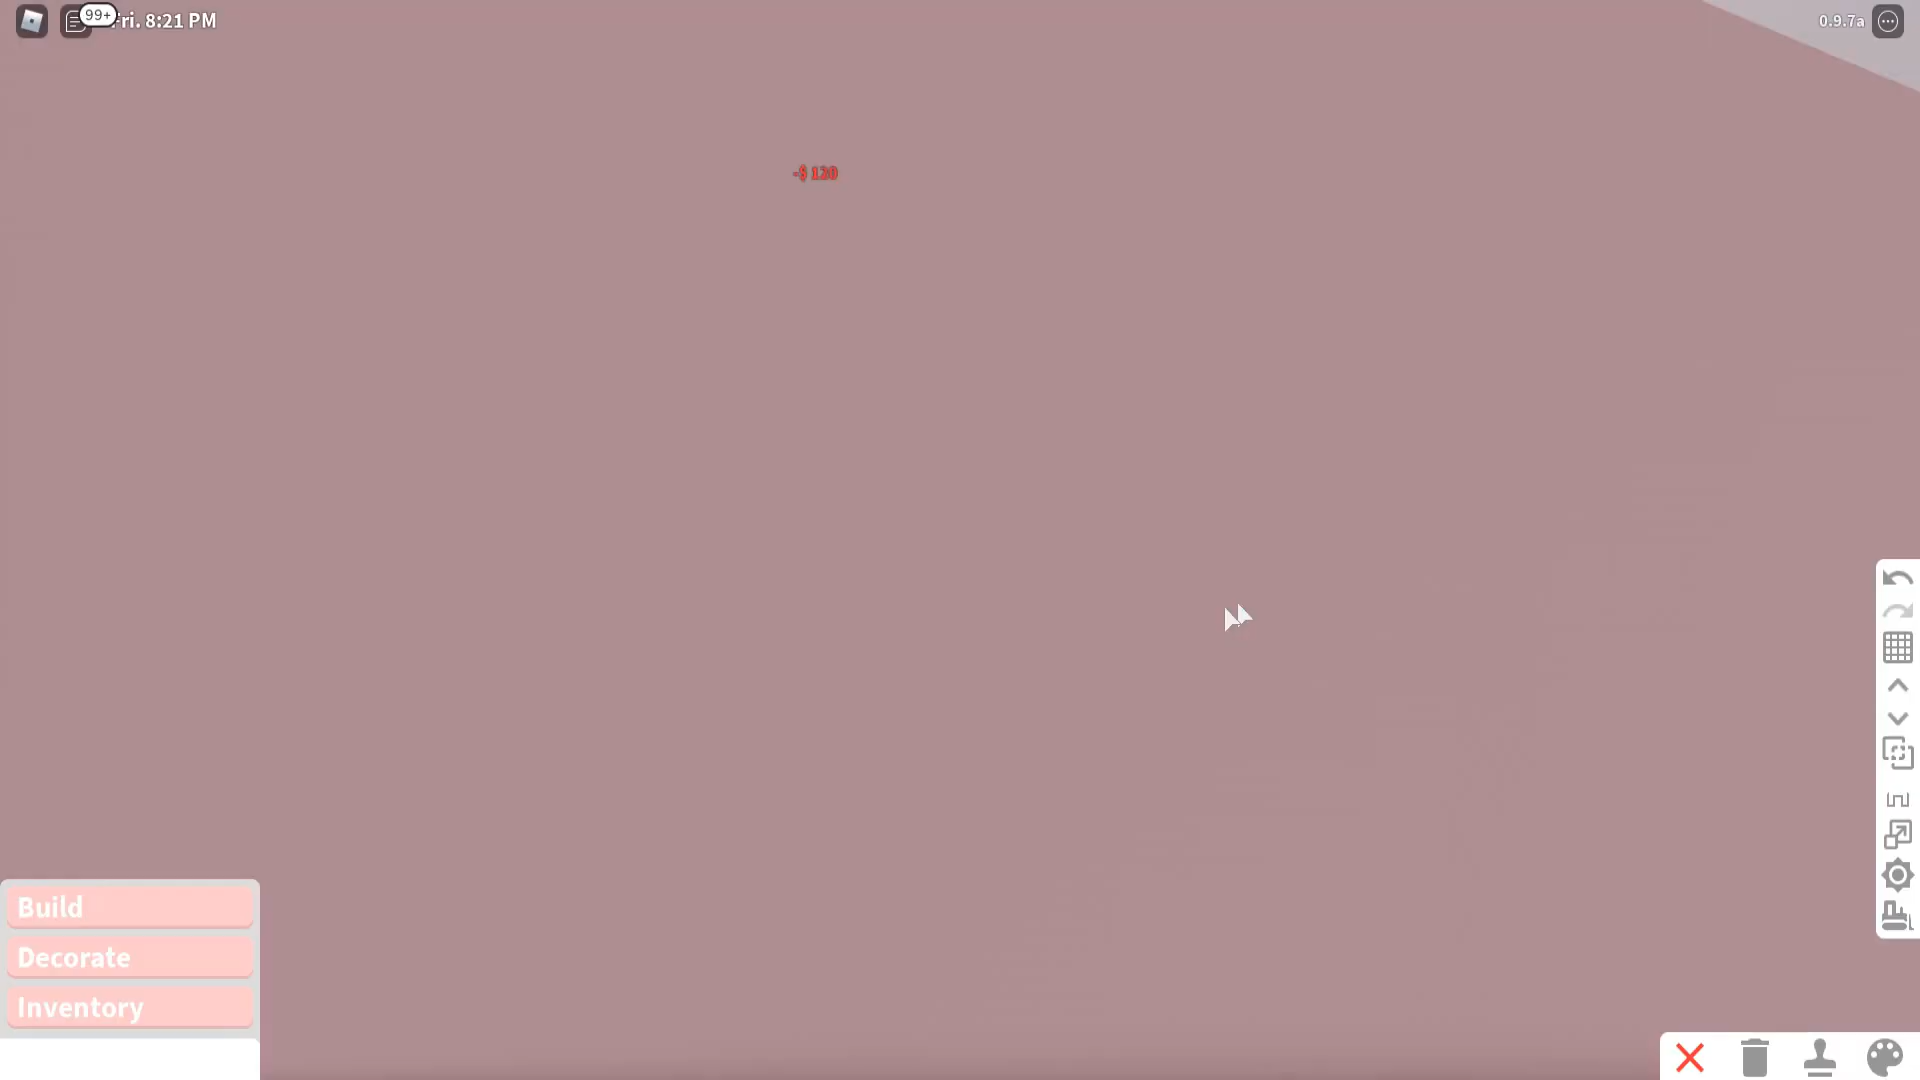 99+
Fri. 8:21 PM
0.9.7a
-$ 120
Build
Decorate
Inventory